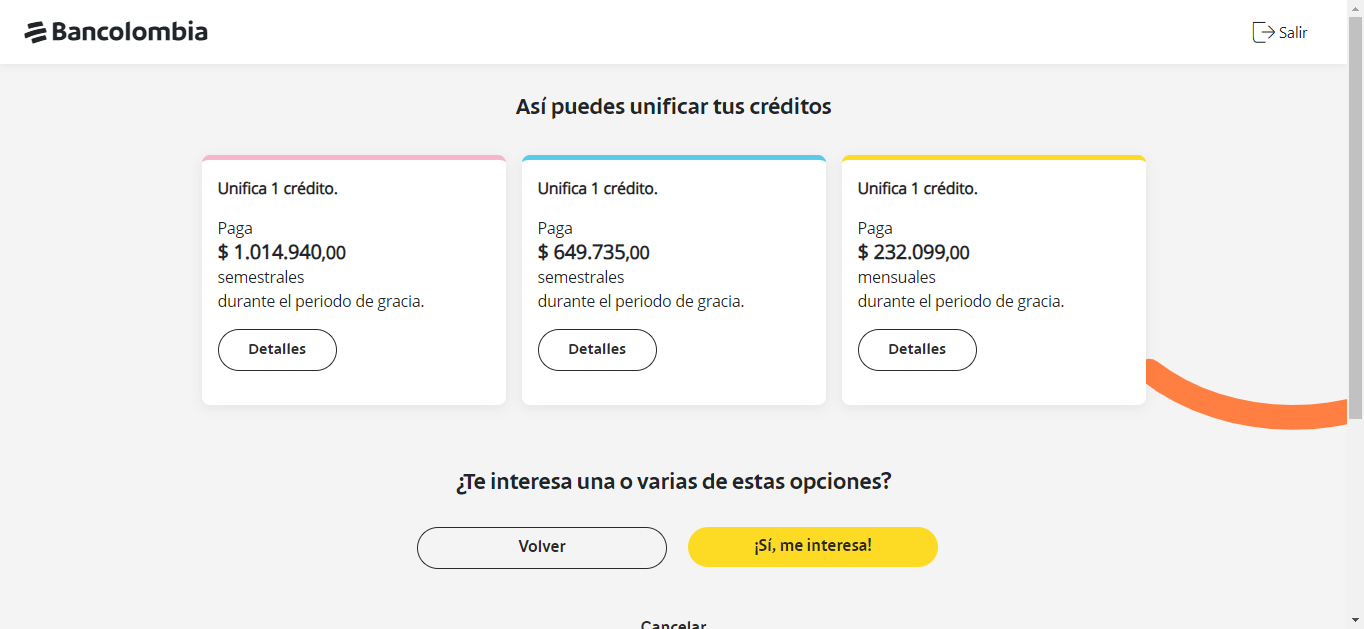 Bancolombia
Salir
Así puedes unificar tus créditos
Unifica 1 crédito.
Paga
$ 1.014.940,00
semestrales
durante el periodo de gracia.
Detalles
Unifica 1 crédito.
Paga
$ 649.735,00
semestrales
durante el periodo de gracia.
Detalles
Unifica 1 crédito.
Paga
$ 232.099,00
mensuales
durante el periodo de gracia.
Detalles
¿Te interesa una o varias de estas opciones?
Volver
¡Sí, me interesa!
Cancelar